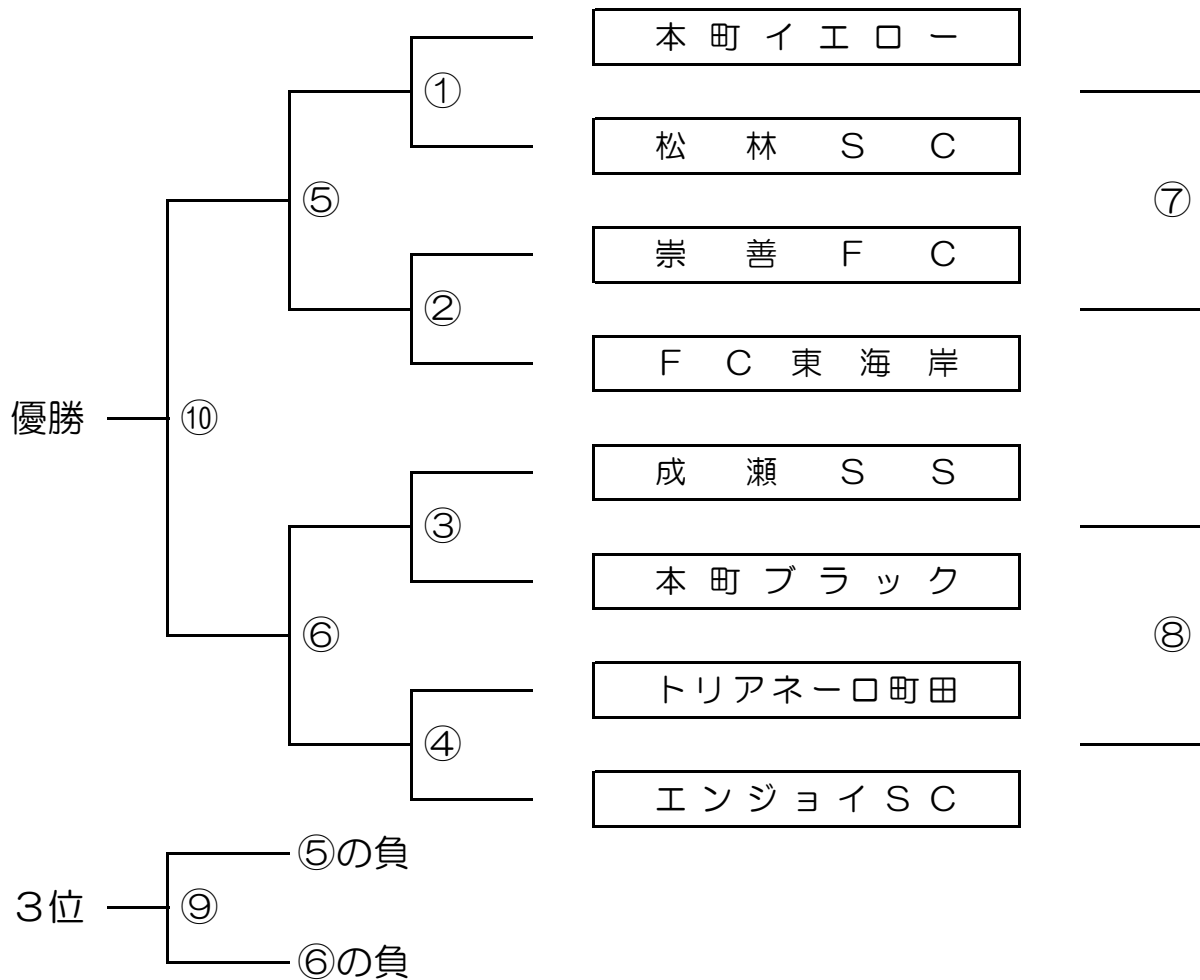 本町イエロー
①
松林ＳＣ
⑤
⑦
崇善ＦＣ
②
ＦＣ東海岸
優勝
⑩
成瀬ＳＳ
③
本町ブラック
⑥
⑧
トリアネーロ町田
④
エンジョイＳＣ
⑤の負
３位
⑨
⑥の負